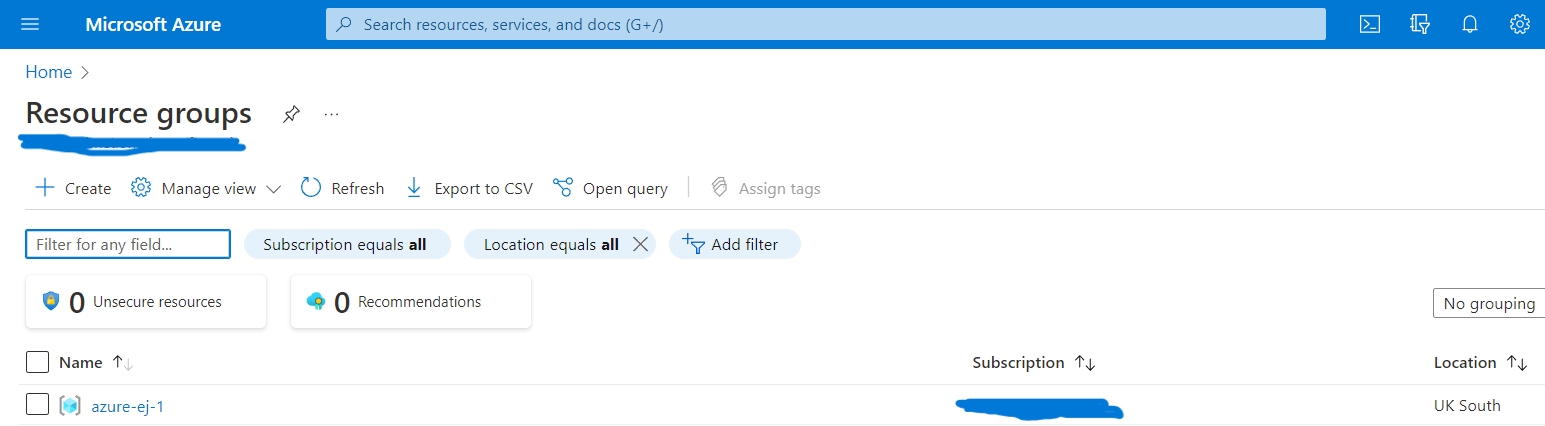 Microsoft Azure Search resources, services, and docs (G+/)
Home
Resource groups ...
Create Manage view Refresh Export to CSV Open query Assign tags
Filter for any field... Subscription equals all Location equals all Add filter
0 Unsecure resources 0 Recommendations
No grouping
Name Subscription Location
azure-ej-1 UK South